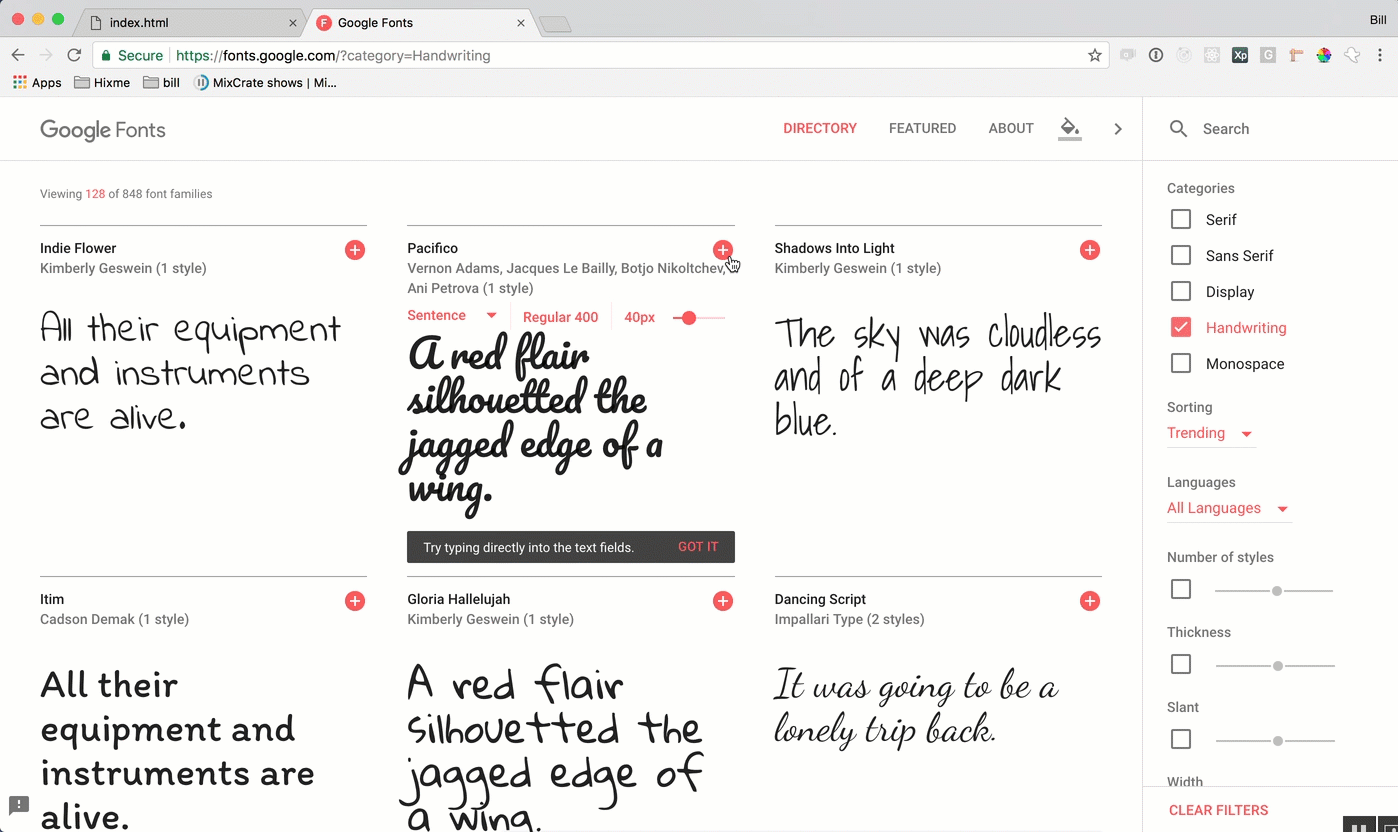 index.html
Google Fonts
Bill
Secure https://fonts.google.com/?category=Handwriting
Apps Hixme bill MixCrate shows | Mi...
Google Fonts
DIRECTORY FEATURED ABOUT
Search
Viewing 128 of 848 font families
Indie Flower
Kimberly Geswein (1 style)
All their equipment
and instruments
are alive.
Pacifico
Vernon Adams, Jacques Le Bailly, Botjo Nikoltchev,
Ani Petrova (1 style)
Sentence Regular 400 40px
A red flair
silhouetted the
jagged edge of a
wing.
Try typing directly into the text fields. GOT IT
Shadows Into Light
Kimberly Geswein (1 style)
The sky was cloudless
and of a deep dark
blue.
Itim
Cadson Demak (1 style)
All their
equipment and
instruments are
alive.
Gloria Hallelujah
Kimberly Geswein (1 style)
A red flair
silhouetted the
jagged edge of
a wing.
Dancing Script
Impallari Type (2 styles)
It was going to be a
lonely trip back.
Categories
Serif
Sans Serif
Display
Handwriting
Monospace
Sorting
Trending
Languages
All Languages
Number of styles
Thickness
Slant
Width
CLEAR FILTERS